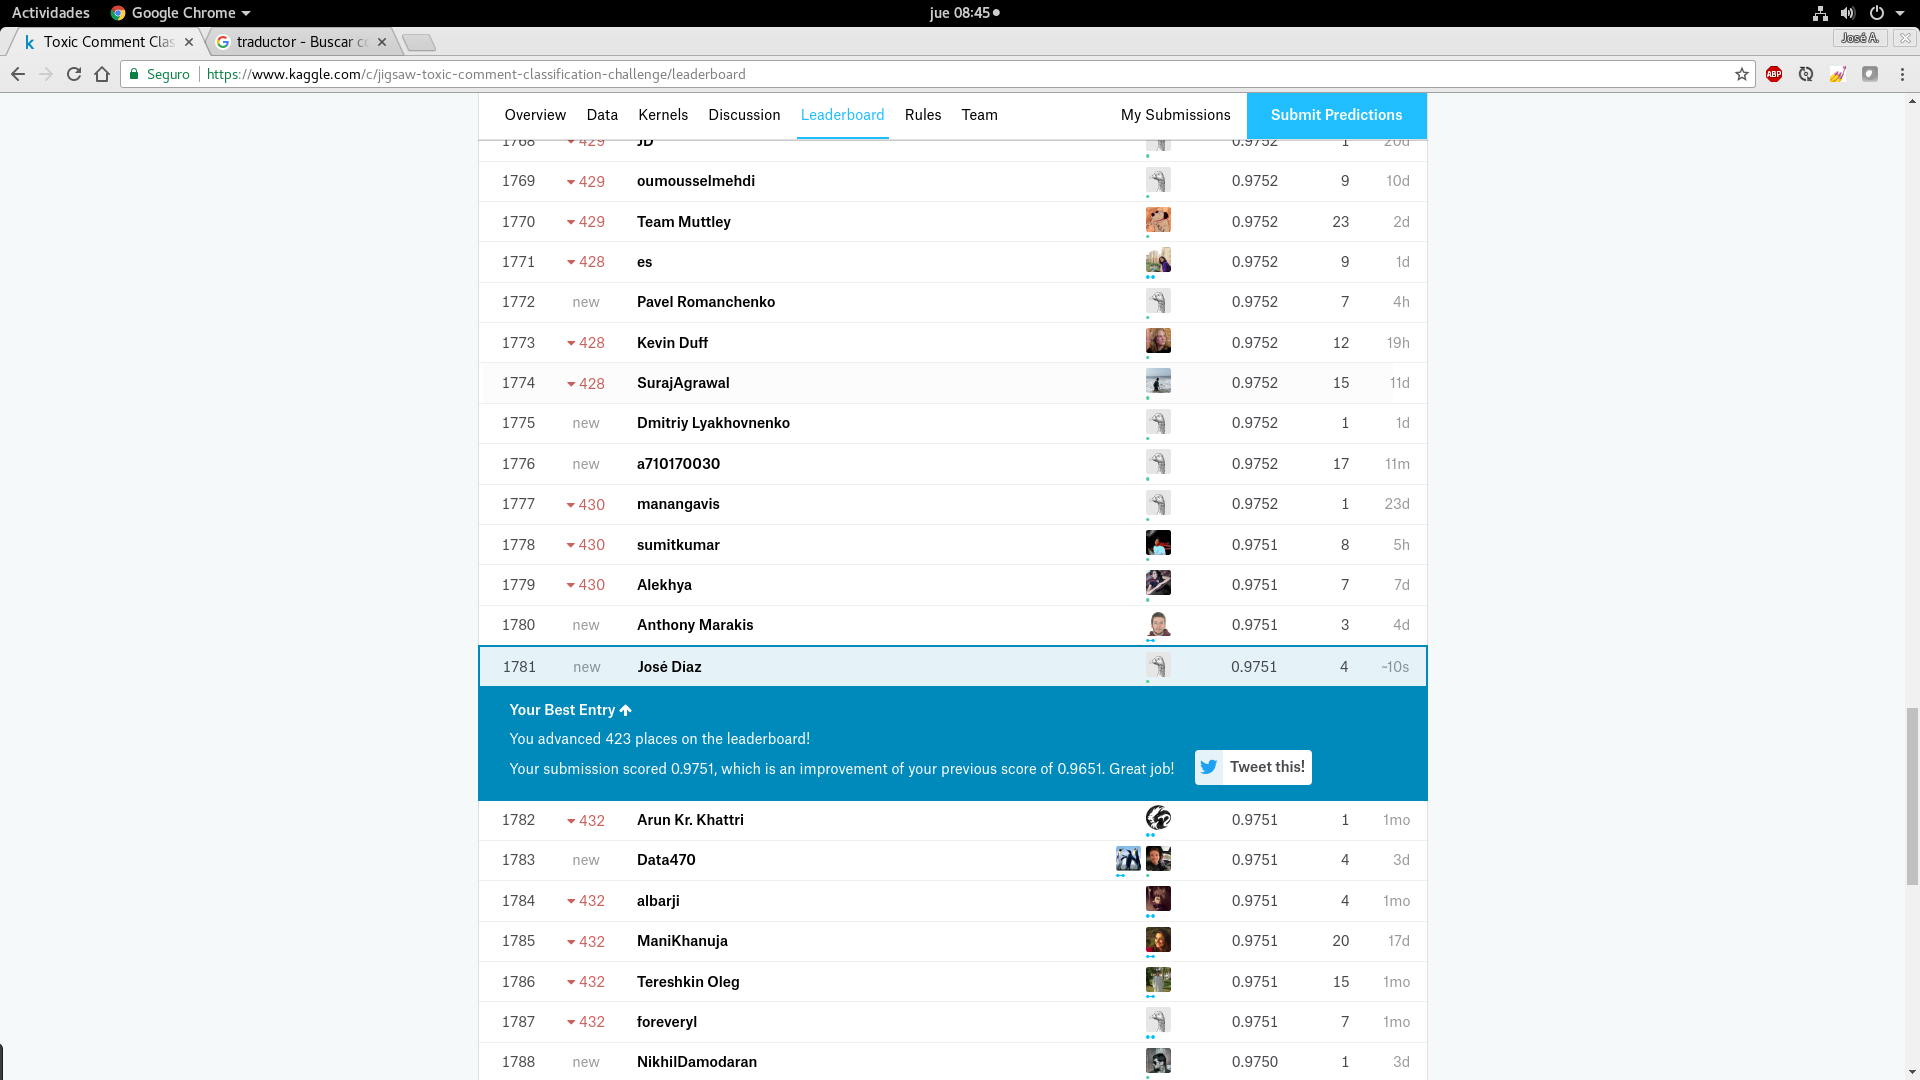 Actividades Google Chrome jue 08:45
Toxic Comment Clas traductor - Buscar c José A.
Seguro https://www.kaggle.com/c/jigsaw-toxic-comment-classification-challenge/leaderboard ABP
Overview Data Kernels Discussion Leaderboard Rules Team My Submissions Submit Predictions
1768 429 JD 0.9752 1 20d
1769 429 oumousselmehdi 0.9752 9 10d
1770 429 Team Muttley 0.9752 23 2d
1771 428 es 0.9752 9 1d
1772 new Pavel Romanchenko 0.9752 7 4h
1773 428 Kevin Duff 0.9752 12 19h
1774 428 SurajAgrawal 0.9752 15 11d
1775 new Dmitriy Lyakhovnenko 0.9752 1 1d
1776 new a710170030 0.9752 17 11m
1777 430 manangavis 0.9752 1 23d
1778 430 sumitkumar 0.9751 8 5h
1779 430 Alekhya 0.9751 7 7d
1780 new Anthony Marakis 0.9751 3 4d
1781 new José Díaz 0.9751 4 ~10s
Your Best Entry
You advanced 423 places on the leaderboard!
Your submission scored 0.9751, which is an improvement of your previous score of 0.9651. Great job! Tweet this!
1782 432 Arun Kr. Khattri 0.9751 1 1mo
1783 new Data470 0.9751 4 3d
1784 432 albarji 0.9751 4 1mo
1785 432 ManiKhanuja 0.9751 20 17d
1786 432 Tereshkin Oleg 0.9751 15 1mo
1787 432 foreveryl 0.9751 7 1mo
1788 new NikhilDamodaran 0.9750 1 3d